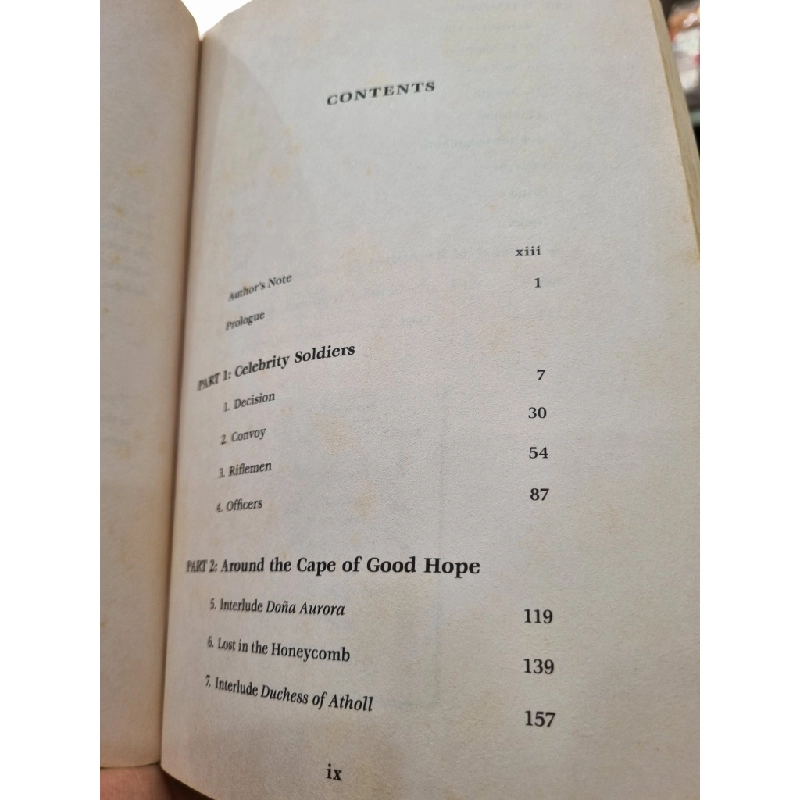 CONTENTS
Author's Note xiii
Prologue 1
PART 1: Celebrity Soldiers
1. Decision 7
2. Convoy 30
3. Riflemen 54
4. Officers 87
PART 2: Around the Cape of Good Hope
5. Interlude Doña Aurora 119
6. Lost in the Honeycomb 139
7. Interlude Duchess of Atholl 157
ix